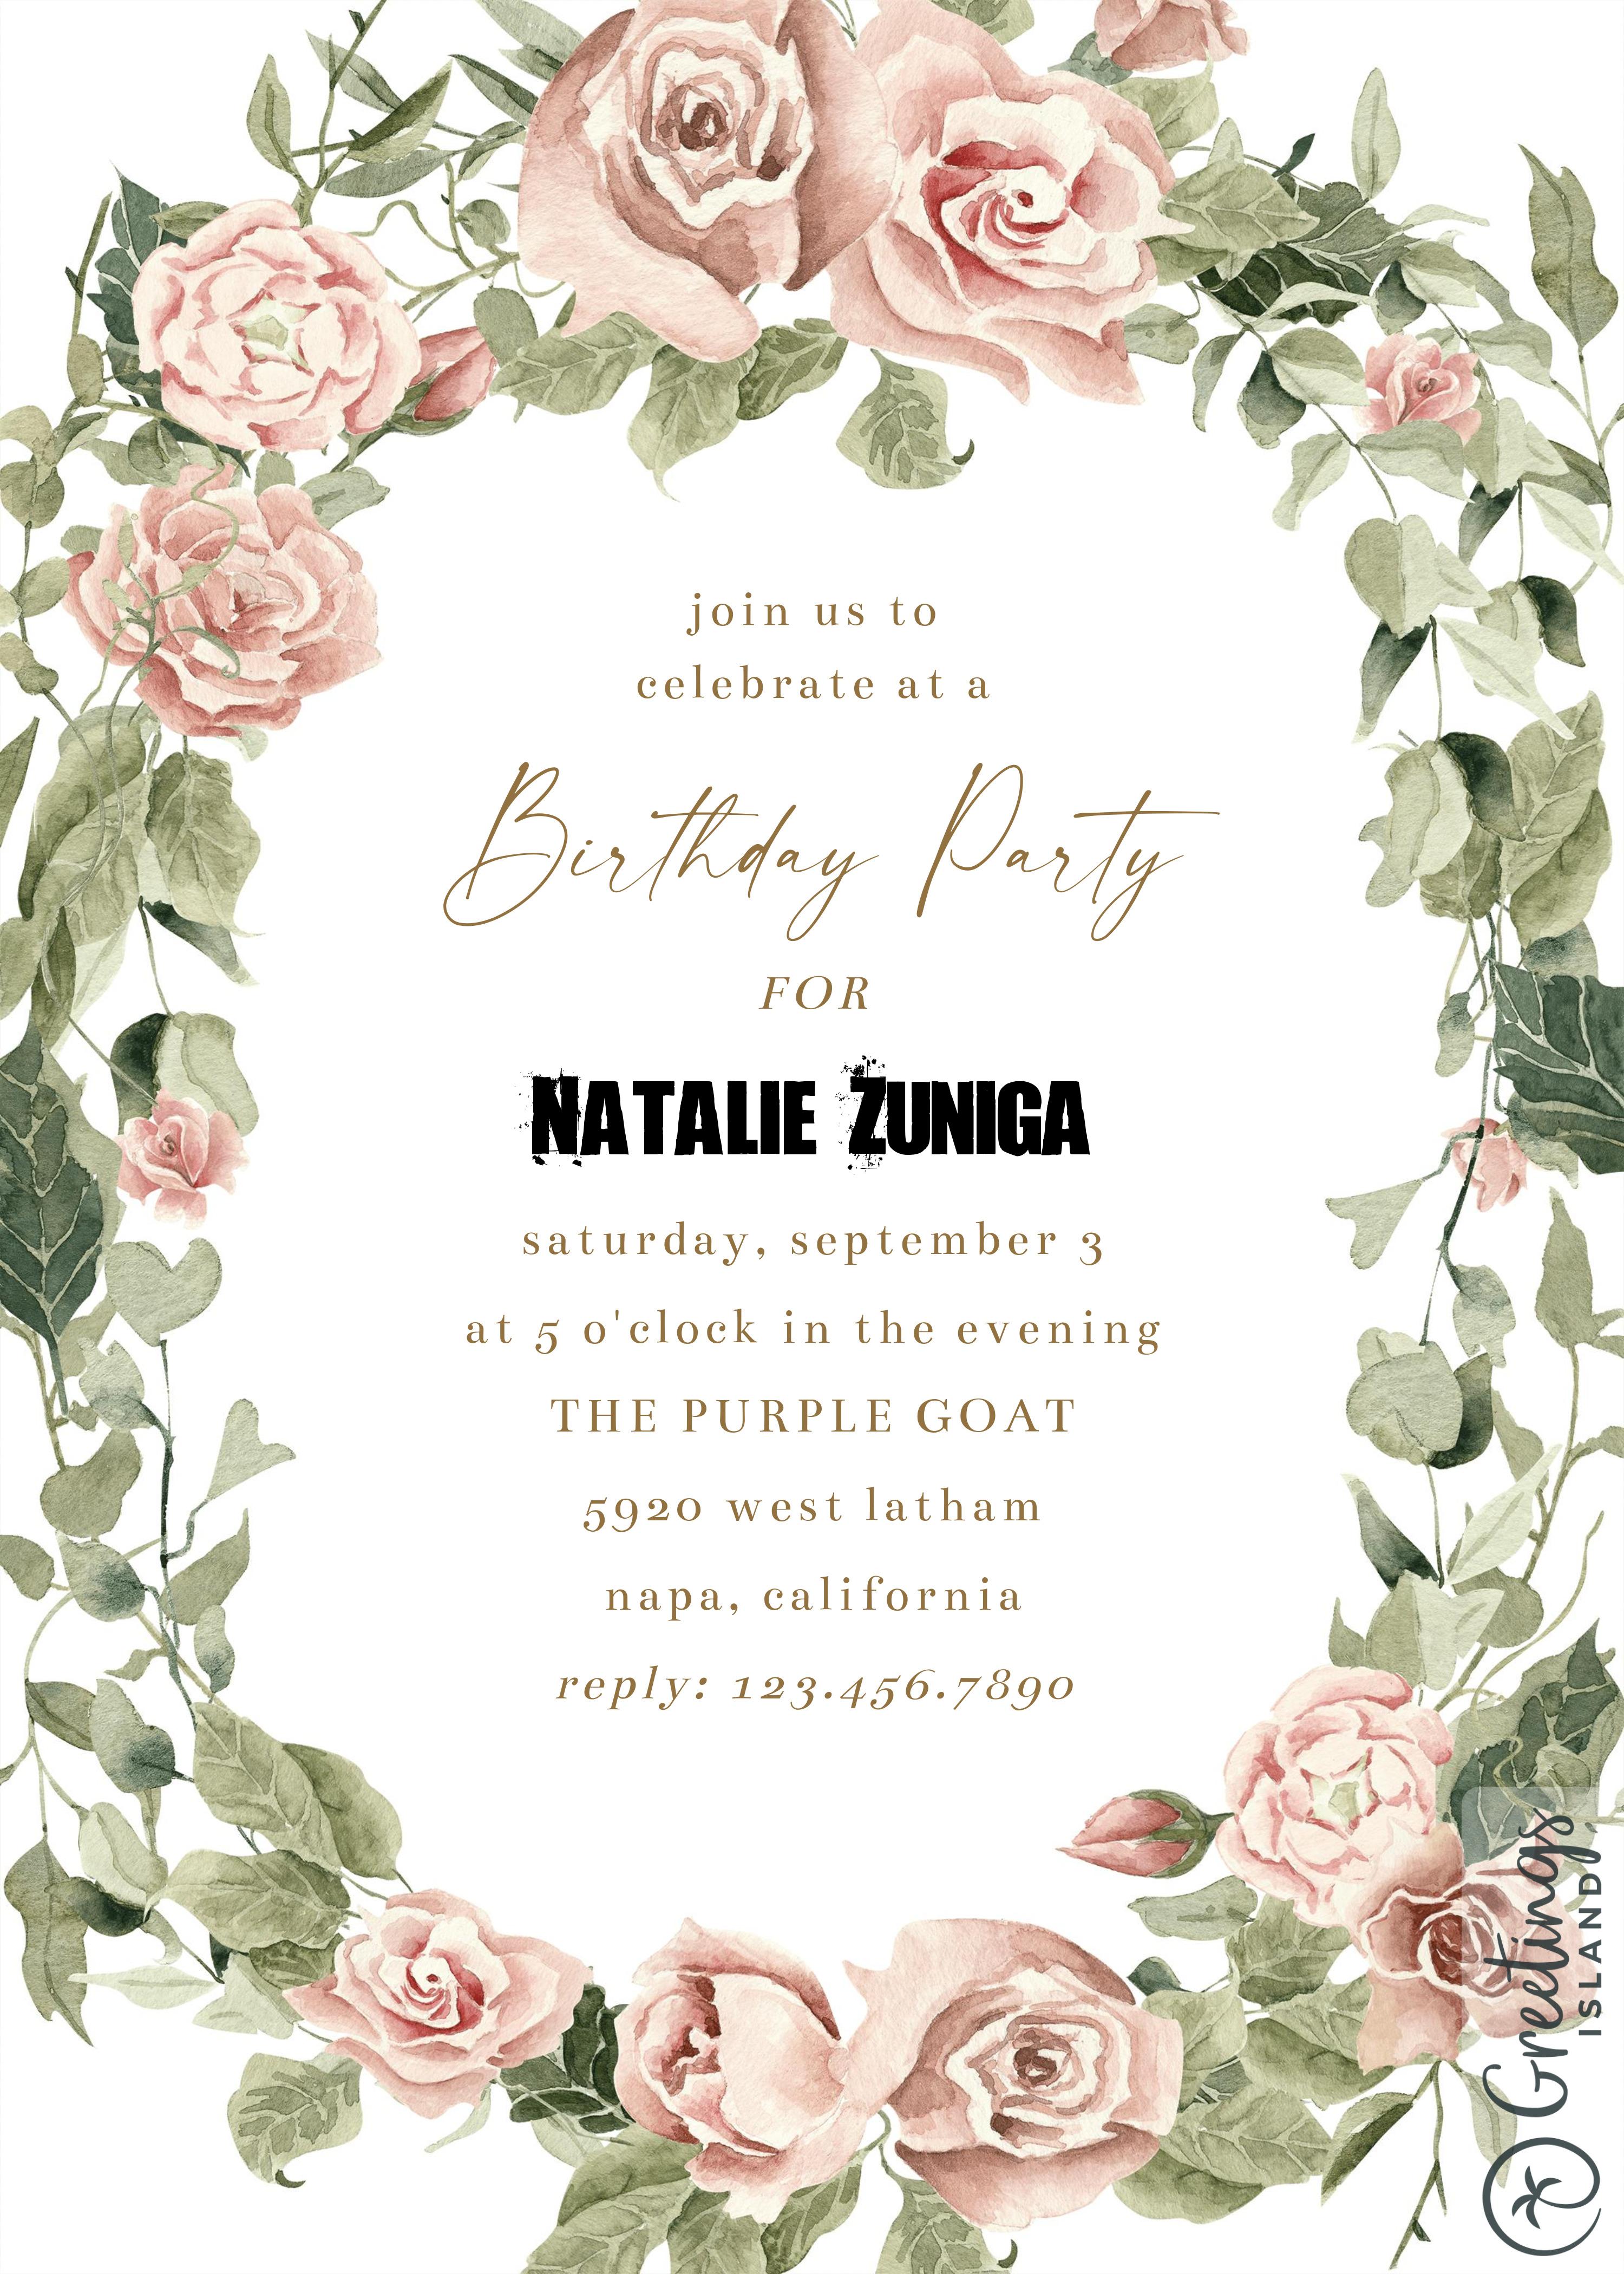 join us to
celebrate at a
Birthday Party
FOR
NATALIE ZUNIGA
saturday, september 3
at 5 o'clock in the evening
THE PURPLE GOAT
5920 west latham
napa, california
reply: 123.456.7890
Greetings
ISLAND